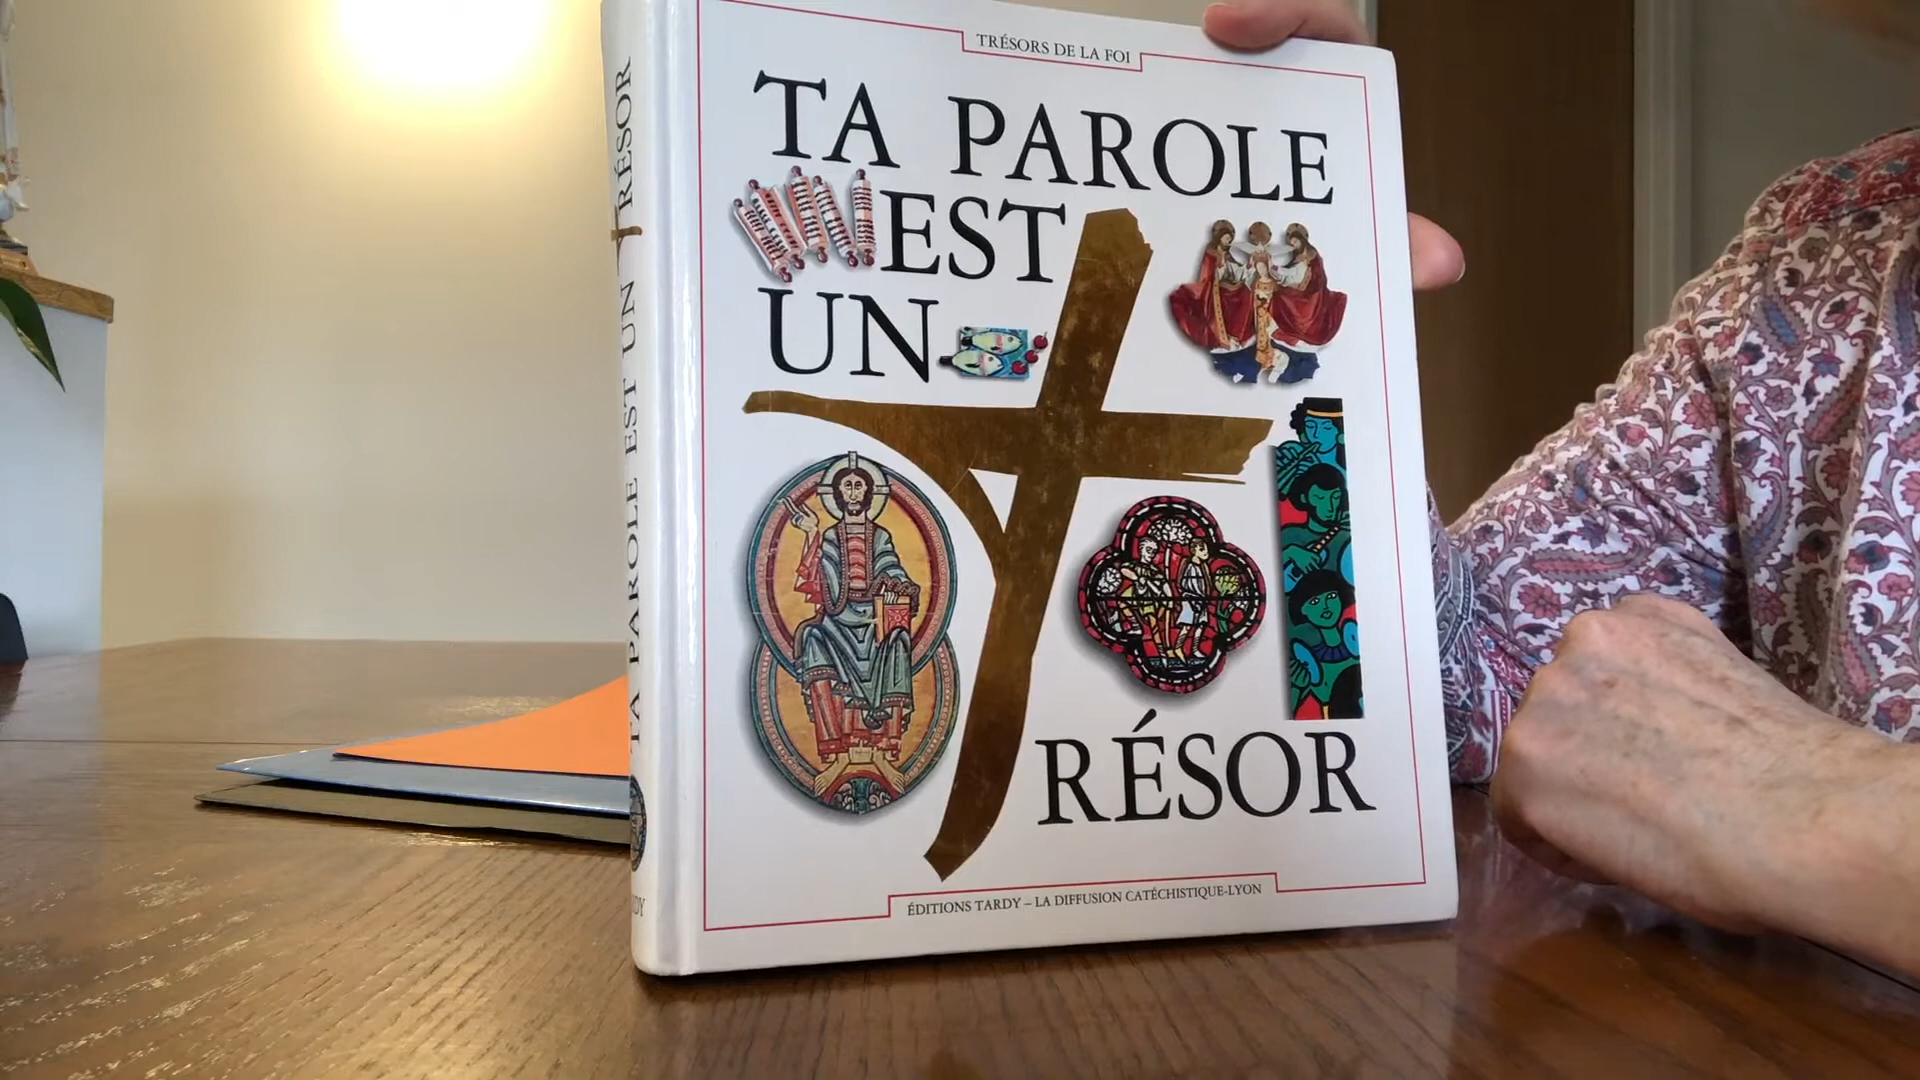 TRÉSORS DE LA FOI
TA PAROLE
EST
UN
TRÉSOR
ÉDITIONS TARDY – LA DIFFUSION CATÉCHISTIQUE-LYON
TA PAROLE EST UN TRÉSOR